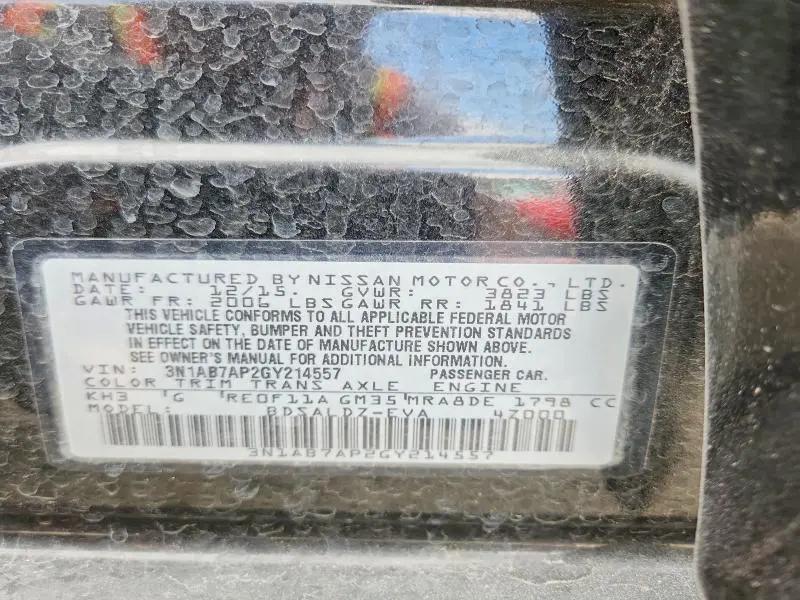 MANUFACTURED BY NISSAN MOTOR CO., LTD.
DATE: 12/15. GVWR: 3823 LBS
GAWR FR: 2006 LBS GAWR RR: 1841 LBS
THIS VEHICLE CONFORMS TO ALL APPLICABLE FEDERAL MOTOR
VEHICLE SAFETY, BUMPER AND THEFT PREVENTION STANDARDS
IN EFFECT ON THE DATE OF MANUFACTURE SHOWN ABOVE.
SEE OWNER'S MANUAL FOR ADDITIONAL INFORMATION.
VIN: 3N1AB7AP2GY214557 PASSENGER CAR.
COLOR TRIM TRANS AXLE ENGINE
KH3 G RE0F11A GM35 MRA8DE 1798 CC
MODEL: BDSALDZ-EVA 4Z000
3N1AB7AP2GY214557